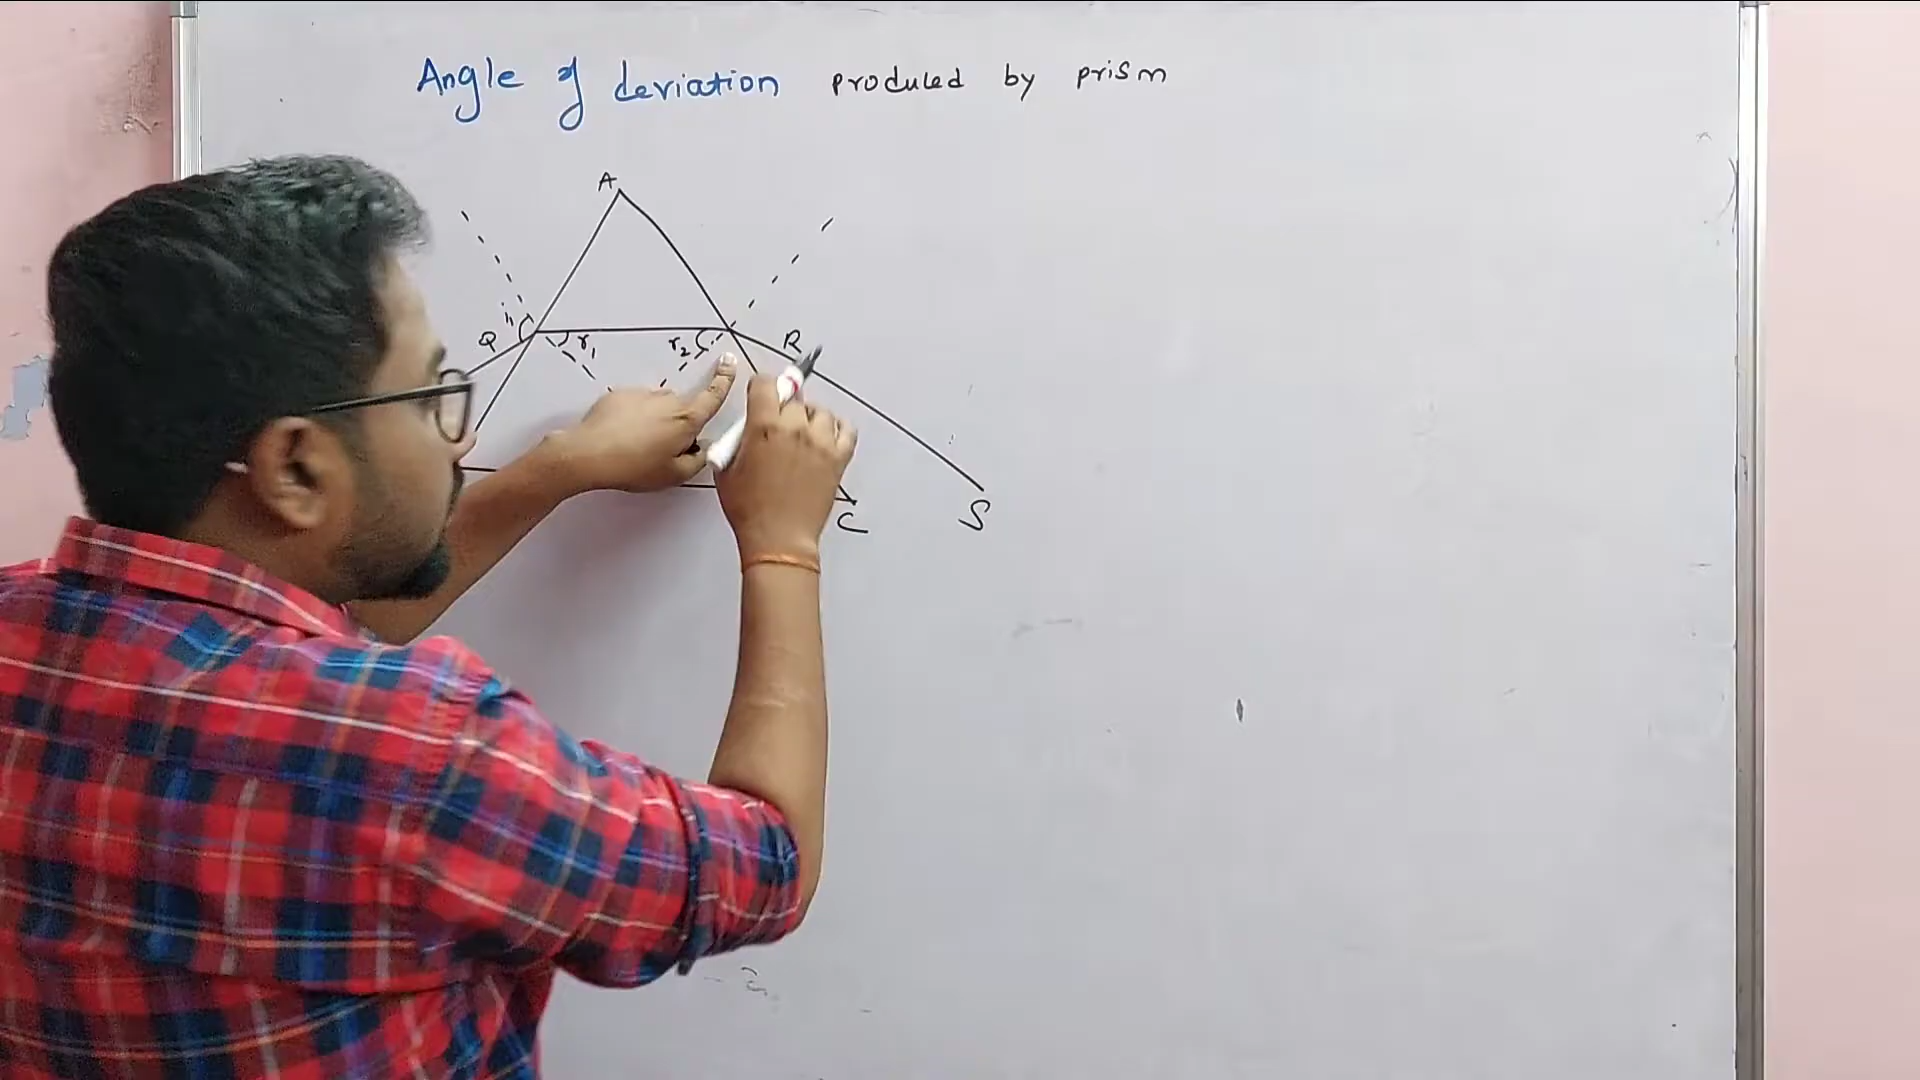 Angle of deviation produced by prism
A
Q
r₁
r₂
R
C
S